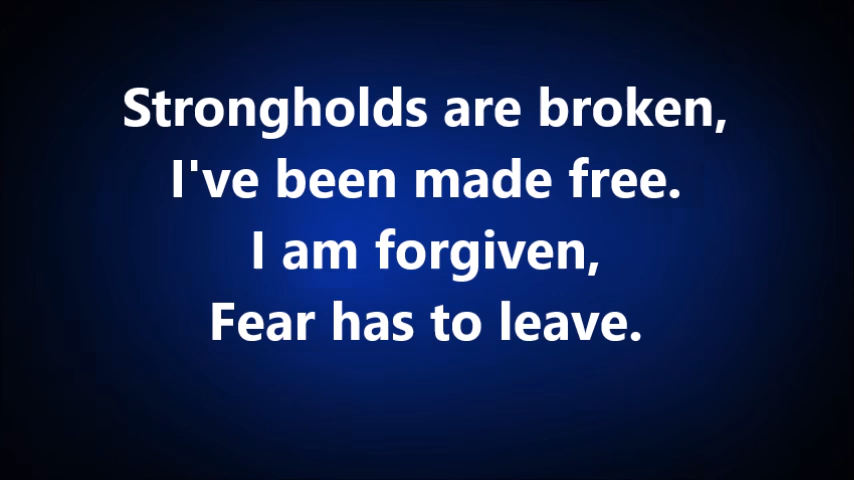 Strongholds are broken,
I've been made free.
I am forgiven,
Fear has to leave.